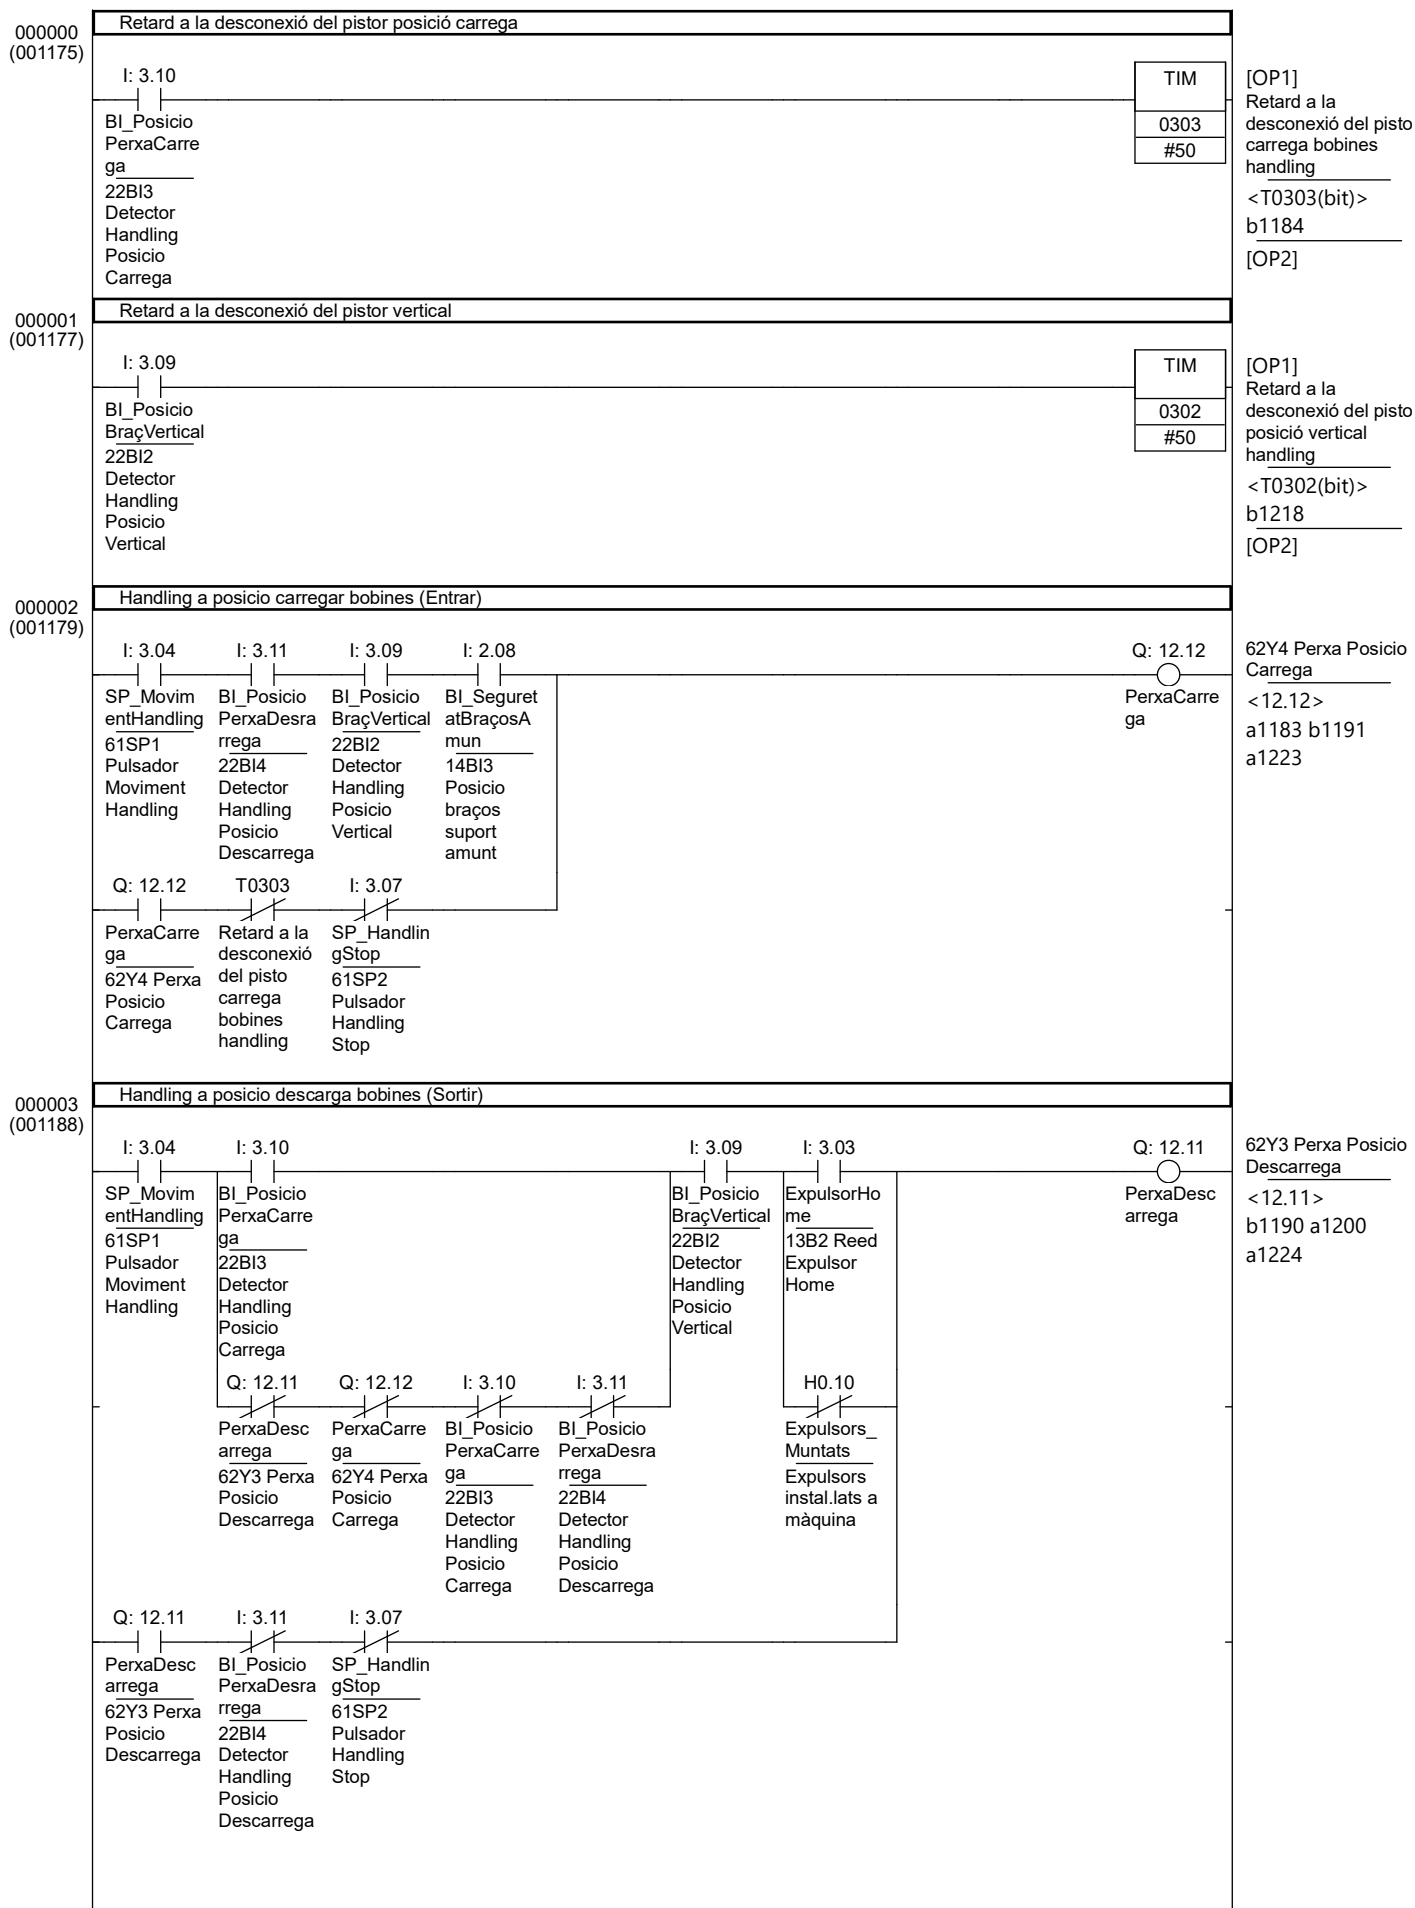 000000
(001175)
Retard a la desconexió del pistor posició carrega
I: 3.10
BI_Posicio
PerxaCarre
ga
22BI3
Detector
Handling
Posicio
Carrega
TIM
0303
#50
[OP1]
Retard a la
desconexió del pisto
carrega bobines
handling
<T0303(bit)>
b1184
[OP2]
000001
(001177)
Retard a la desconexió del pistor vertical
I: 3.09
BI_Posicio
BraçVertical
22BI2
Detector
Handling
Posicio
Vertical
TIM
0302
#50
[OP1]
Retard a la
desconexió del pisto
posició vertical
handling
<T0302(bit)>
b1218
[OP2]
000002
(001179)
Handling a posicio carregar bobines (Entrar)
I: 3.04
SP_Movim
entHandling
61SP1
Pulsador
Moviment
Handling
I: 3.11
BI_Posicio
PerxaDesra
rrega
22BI4
Detector
Handling
Posicio
Descarrega
I: 3.09
BI_Posicio
BraçVertical
22BI2
Detector
Handling
Posicio
Vertical
I: 2.08
BI_Seguret
atBraçosA
mun
14BI3
Posicio
braços
suport
amunt
Q: 12.12
PerxaCarre
ga
62Y4 Perxa Posicio
Carrega
<12.12>
a1183 b1191
a1223
Q: 12.12
PerxaCarre
ga
62Y4 Perxa
Posicio
Carrega
T0303
Retard a la
desconexió
del pisto
carrega
bobines
handling
I: 3.07
SP_Handlin
gStop
61SP2
Pulsador
Handling
Stop
000003
(001188)
Handling a posicio descarga bobines (Sortir)
I: 3.04
SP_Movim
entHandling
61SP1
Pulsador
Moviment
Handling
I: 3.10
BI_Posicio
PerxaCarre
ga
22BI3
Detector
Handling
Posicio
Carrega
I: 3.09
BI_Posicio
BraçVertical
22BI2
Detector
Handling
Posicio
Vertical
I: 3.03
ExpulsorHo
me
13B2 Reed
Expulsor
Home
Q: 12.11
PerxaDesc
arrega
62Y3 Perxa Posicio
Descarrega
<12.11>
b1190 a1200
a1224
Q: 12.11
PerxaDesc
arrega
62Y3 Perxa
Posicio
Descarrega
Q: 12.12
PerxaCarre
ga
62Y4 Perxa
Posicio
Carrega
I: 3.10
BI_Posicio
PerxaCarre
ga
22BI3
Detector
Handling
Posicio
Carrega
I: 3.11
BI_Posicio
PerxaDesra
rrega
22BI4
Detector
Handling
Posicio
Descarrega
H0.10
Expulsors_
Muntats
Expulsors
instal.lats a
màquina
Q: 12.11
PerxaDesc
arrega
62Y3 Perxa
Posicio
Descarrega
I: 3.11
BI_Posicio
PerxaDesra
rrega
22BI4
Detector
Handling
Posicio
Descarrega
I: 3.07
SP_Handlin
gStop
61SP2
Pulsador
Handling
Stop